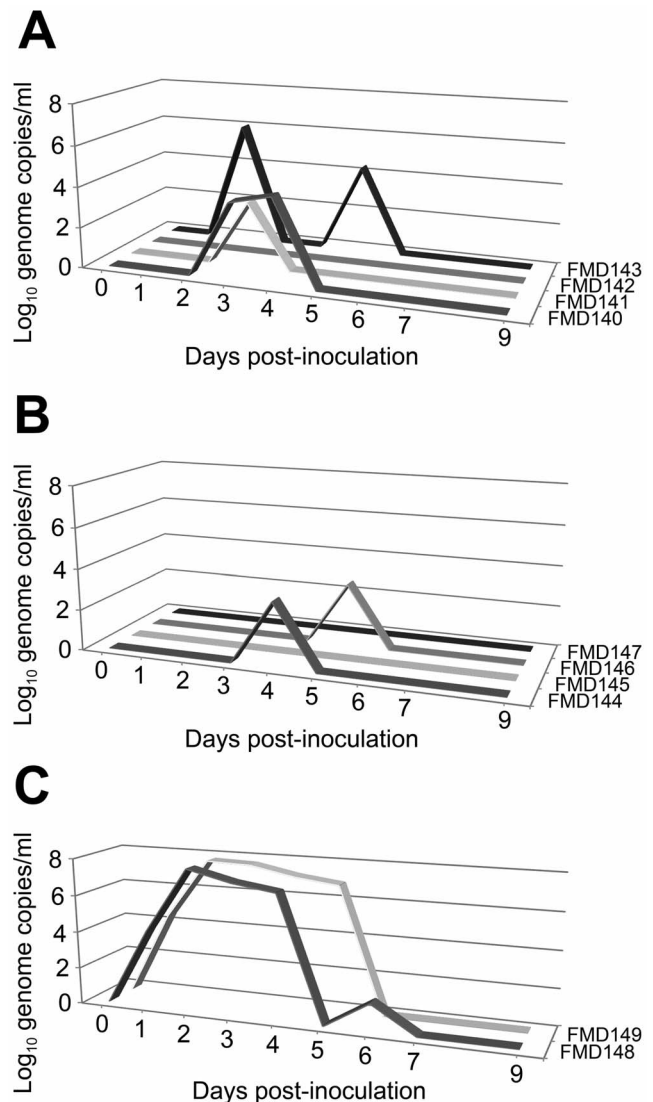 A
Log10 genome copies/ml
8
6
4
2
0
0 1 2 3 4 5 6 7 9
Days post-inoculation
FMD143
FMD142
FMD141
FMD140
B
Log10 genome copies/ml
8
6
4
2
0
0 1 2 3 4 5 6 7 9
Days post-inoculation
FMD147
FMD146
FMD145
FMD144
C
Log10 genome copies/ml
8
6
4
2
0
0 1 2 3 4 5 6 7 9
Days post-inoculation
FMD149
FMD148